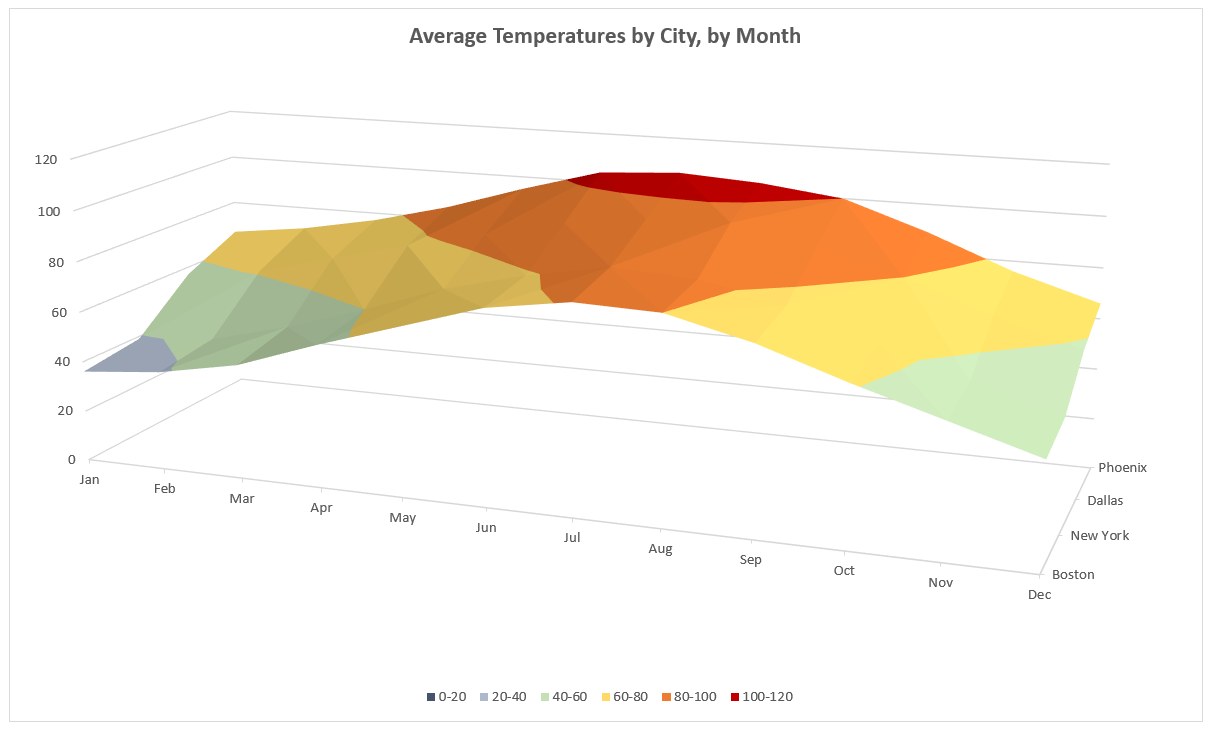 Average Temperatures by City, by Month
120
100
80
60
40
20
0
Jan
Feb
Mar
Apr
May
Jun
Jul
Aug
Sep
Oct
Nov
Dec
Phoenix
Dallas
New York
Boston
0-20 20-40 40-60 60-80 80-100 100-120